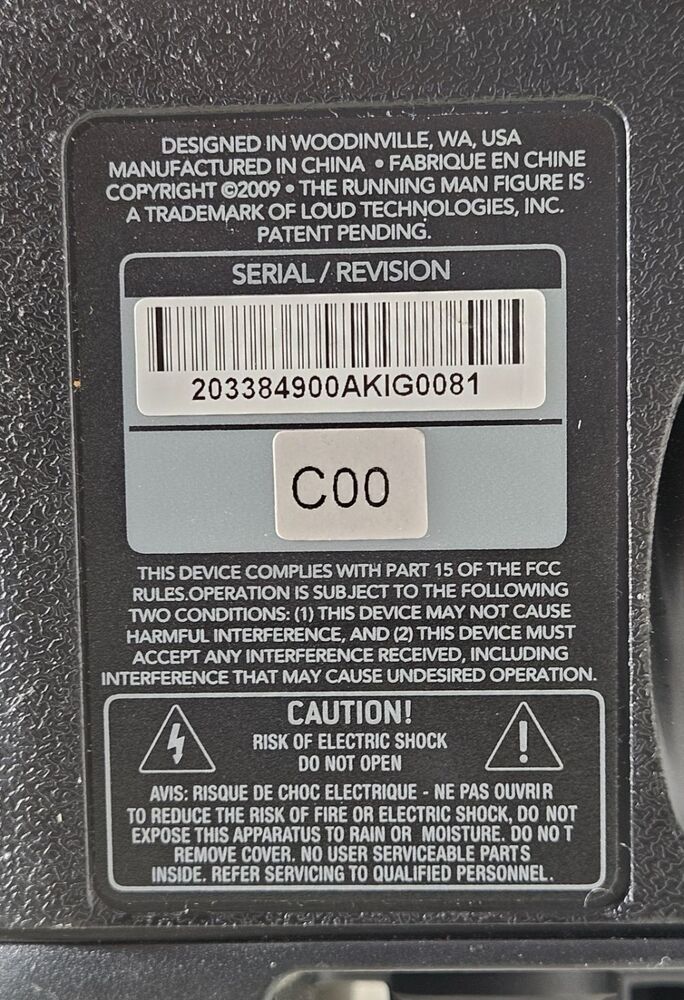 DESIGNED IN WOODINVILLE, WA, USA
MANUFACTURED IN CHINA • FABRIQUE EN CHINE
COPYRIGHT ©2009 • THE RUNNING MAN FIGURE IS
A TRADEMARK OF LOUD TECHNOLOGIES, INC.
PATENT PENDING.
SERIAL / REVISION
203384900AKIG0081
C00
THIS DEVICE COMPLIES WITH PART 15 OF THE FCC
RULES.OPERATION IS SUBJECT TO THE FOLLOWING
TWO CONDITIONS: (1) THIS DEVICE MAY NOT CAUSE
HARMFUL INTERFERENCE, AND (2) THIS DEVICE MUST
ACCEPT ANY INTERFERENCE RECEIVED, INCLUDING
INTERFERENCE THAT MAY CAUSE UNDESIRED OPERATION.
CAUTION!
RISK OF ELECTRIC SHOCK
DO NOT OPEN
AVIS: RISQUE DE CHOC ELECTRIQUE - NE PAS OUVRIR
TO REDUCE THE RISK OF FIRE OR ELECTRIC SHOCK, DO NOT
EXPOSE THIS APPARATUS TO RAIN OR MOISTURE. DO NOT
REMOVE COVER. NO USER SERVICEABLE PARTS
INSIDE. REFER SERVICING TO QUALIFIED PERSONNEL.